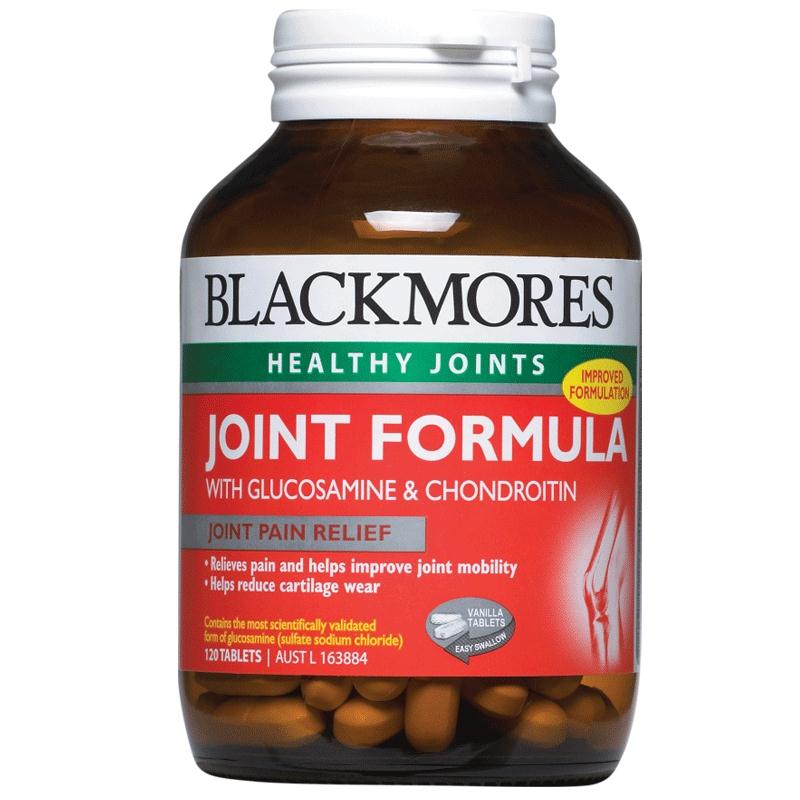 BLACKMORES
HEALTHY JOINTS
IMPROVED
FORMULATION
JOINT FORMULA
WITH GLUCOSAMINE & CHONDROITIN
JOINT PAIN RELIEF
• Relieves pain and helps improve joint mobility
• Helps reduce cartilage wear
Contains the most scientifically validated
form of glucosamine (sulfate sodium chloride)
120 TABLETS | AUST L 163884
VANILLA
TABLETS
EASY SWALLOW